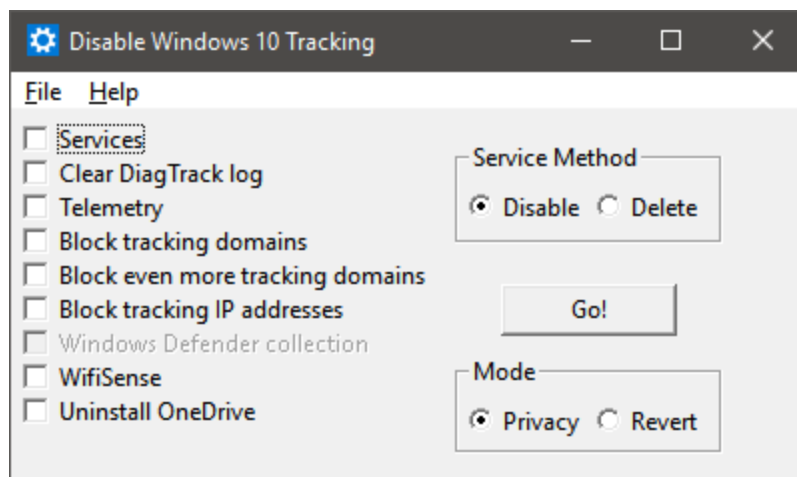 Disable Windows 10 Tracking
File Help
Services
Clear DiagTrack log
Telemetry
Block tracking domains
Block even more tracking domains
Block tracking IP addresses
Windows Defender collection
WifiSense
Uninstall OneDrive
Service Method
Disable Delete
Go!
Mode
Privacy Revert